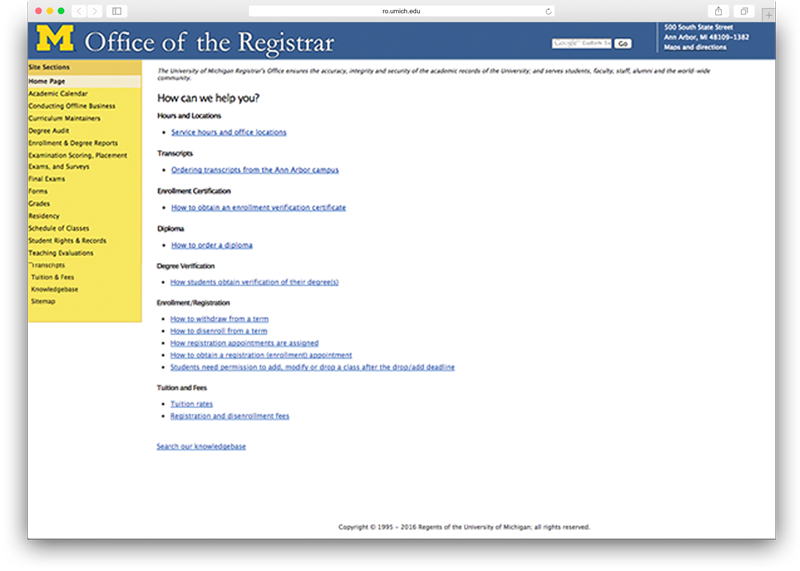 ro.umich.edu
M
Office of the Registrar
Google Custom Se
Go
500 South State Street
Ann Arbor, MI 48109-1382
Maps and directions
Site Sections
Home Page
Academic Calendar
Conducting Offline Business
Curriculum Maintainers
Degree Audit
Enrollment & Degree Reports
Examination Scoring, Placement
Exams, and Surveys
Final Exams
Forms
Grades
Residency
Schedule of Classes
Student Rights & Records
Teaching Evaluations
Transcripts
Tuition & Fees
Knowledgebase
Sitemap
The University of Michigan Registrar's Office ensures the accuracy, integrity and security of the academic records of the University; and serves students, faculty, staff, alumni and the world-wide
community.
How can we help you?
Hours and Locations
Service hours and office locations
Transcripts
Ordering transcripts from the Ann Arbor campus
Enrollment Certification
How to obtain an enrollment verification certificate
Diploma
How to order a diploma
Degree Verification
How students obtain verification of their degree(s)
Enrollment/Registration
How to withdraw from a term
How to disenroll from a term
How registration appointments are assigned
How to obtain a registration (enrollment) appointment
Students need permission to add, modify or drop a class after the drop/add deadline
Tuition and Fees
Tuition rates
Registration and disenrollment fees
Search our knowledgebase
Copyright © 1995 - 2016 Regents of the University of Michigan; all rights reserved.